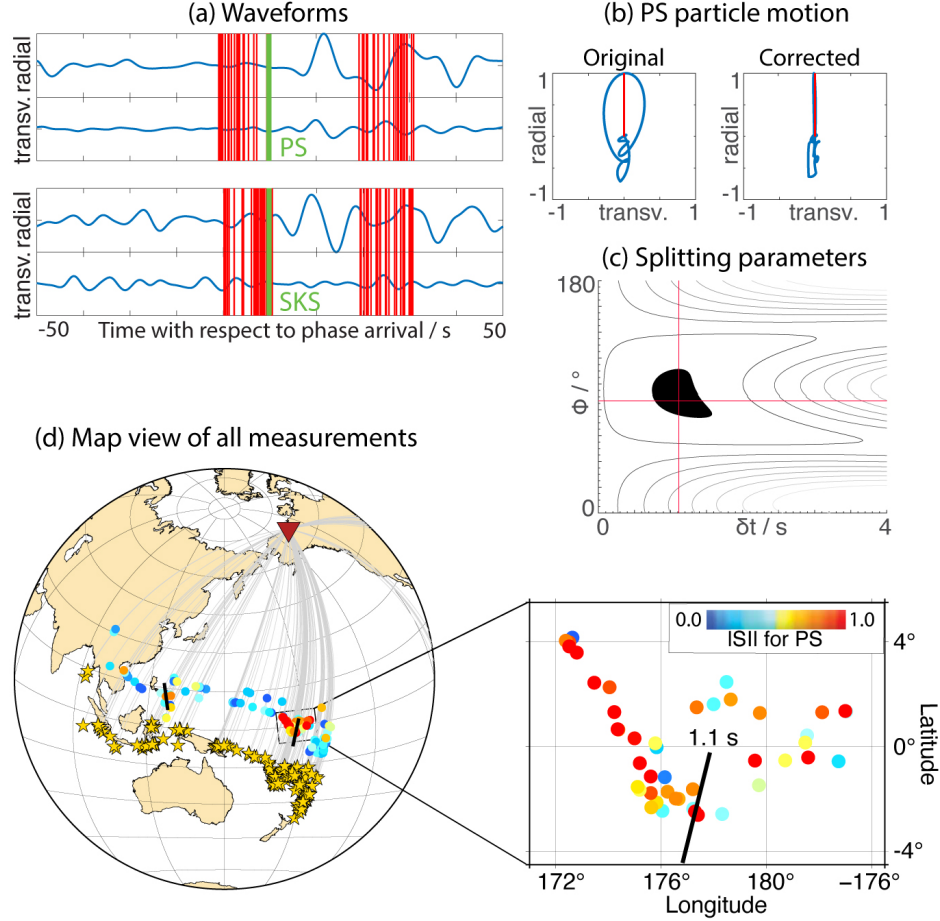 (a) Waveforms
transv. radial
PS
transv. radial
SKS
-50
Time with respect to phase arrival / s
50
(b) PS particle motion
Original
Corrected
1
radial
-1
-1
transv.
1
1
radial
-1
-1
transv.
1
(c) Splitting parameters
180
Φ / °
0
0
δt / s
4
(d) Map view of all measurements
0.0
1.0
|SI| for PS
1.1 s
4°
0°
-4°
Latitude
172°
176°
180°
−176°
Longitude